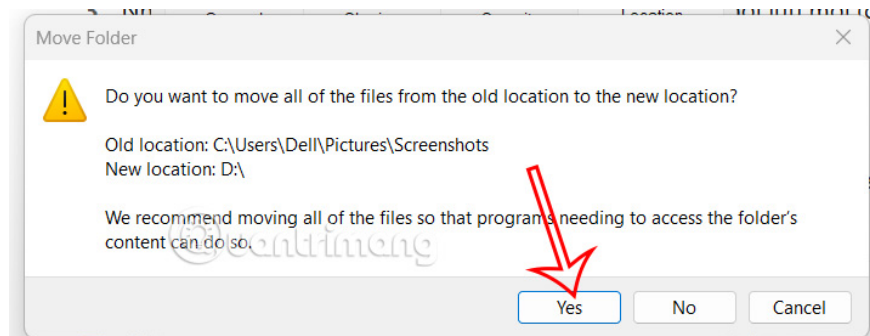 Move Folder
Do you want to move all of the files from the old location to the new location?
Old location: C:\Users\Dell\Pictures\Screenshots
New location: D:\
We recommend moving all of the files so that programs needing to access the folder's
content can do so.
Quantrimang
Yes
No
Cancel